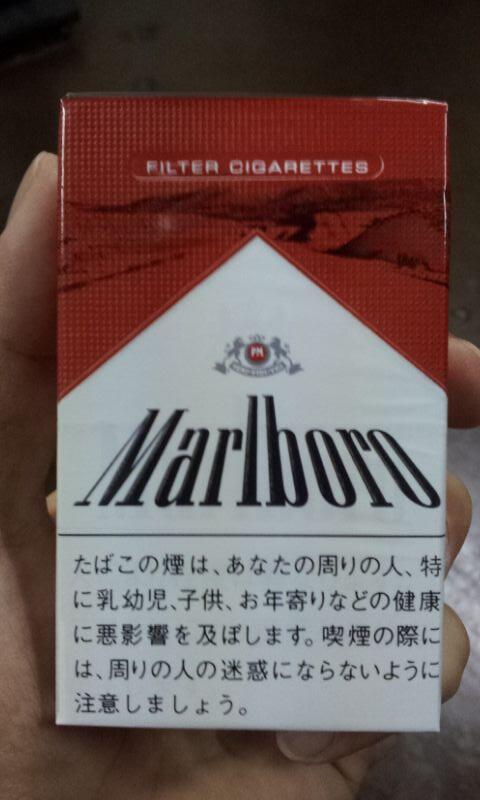 FILTER CIGARETTES
PM
Marlboro
たばこの煙は、あなたの周りの人、特
に乳幼児、子供、お年寄りなどの健康
に悪影響を及ぼします。喫煙の際に
は、周りの人の迷惑にならないように
注意しましょう。